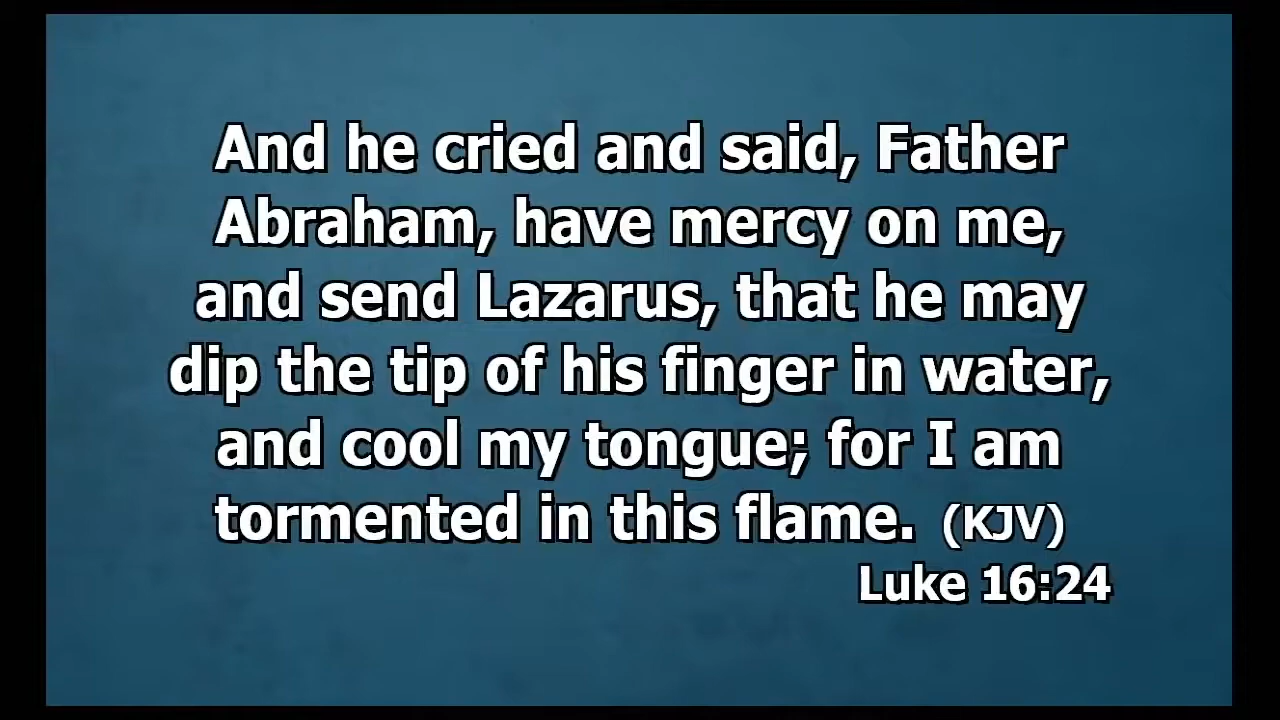 And he cried and said, Father
Abraham, have mercy on me,
and send Lazarus, that he may
dip the tip of his finger in water,
and cool my tongue; for I am
tormented in this flame. (KJV)
Luke 16:24